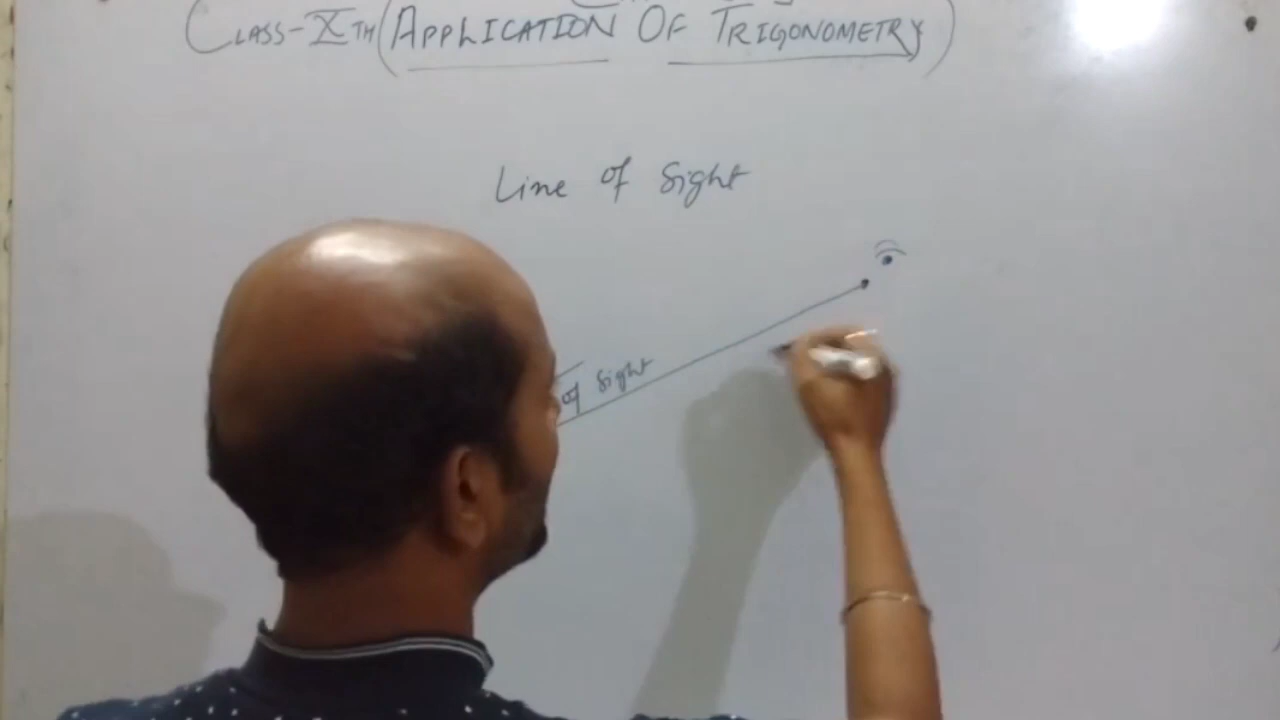 CLASS-XTH (APPLICATION OF TRIGONOMETRY)
Line of Sight
of Sight